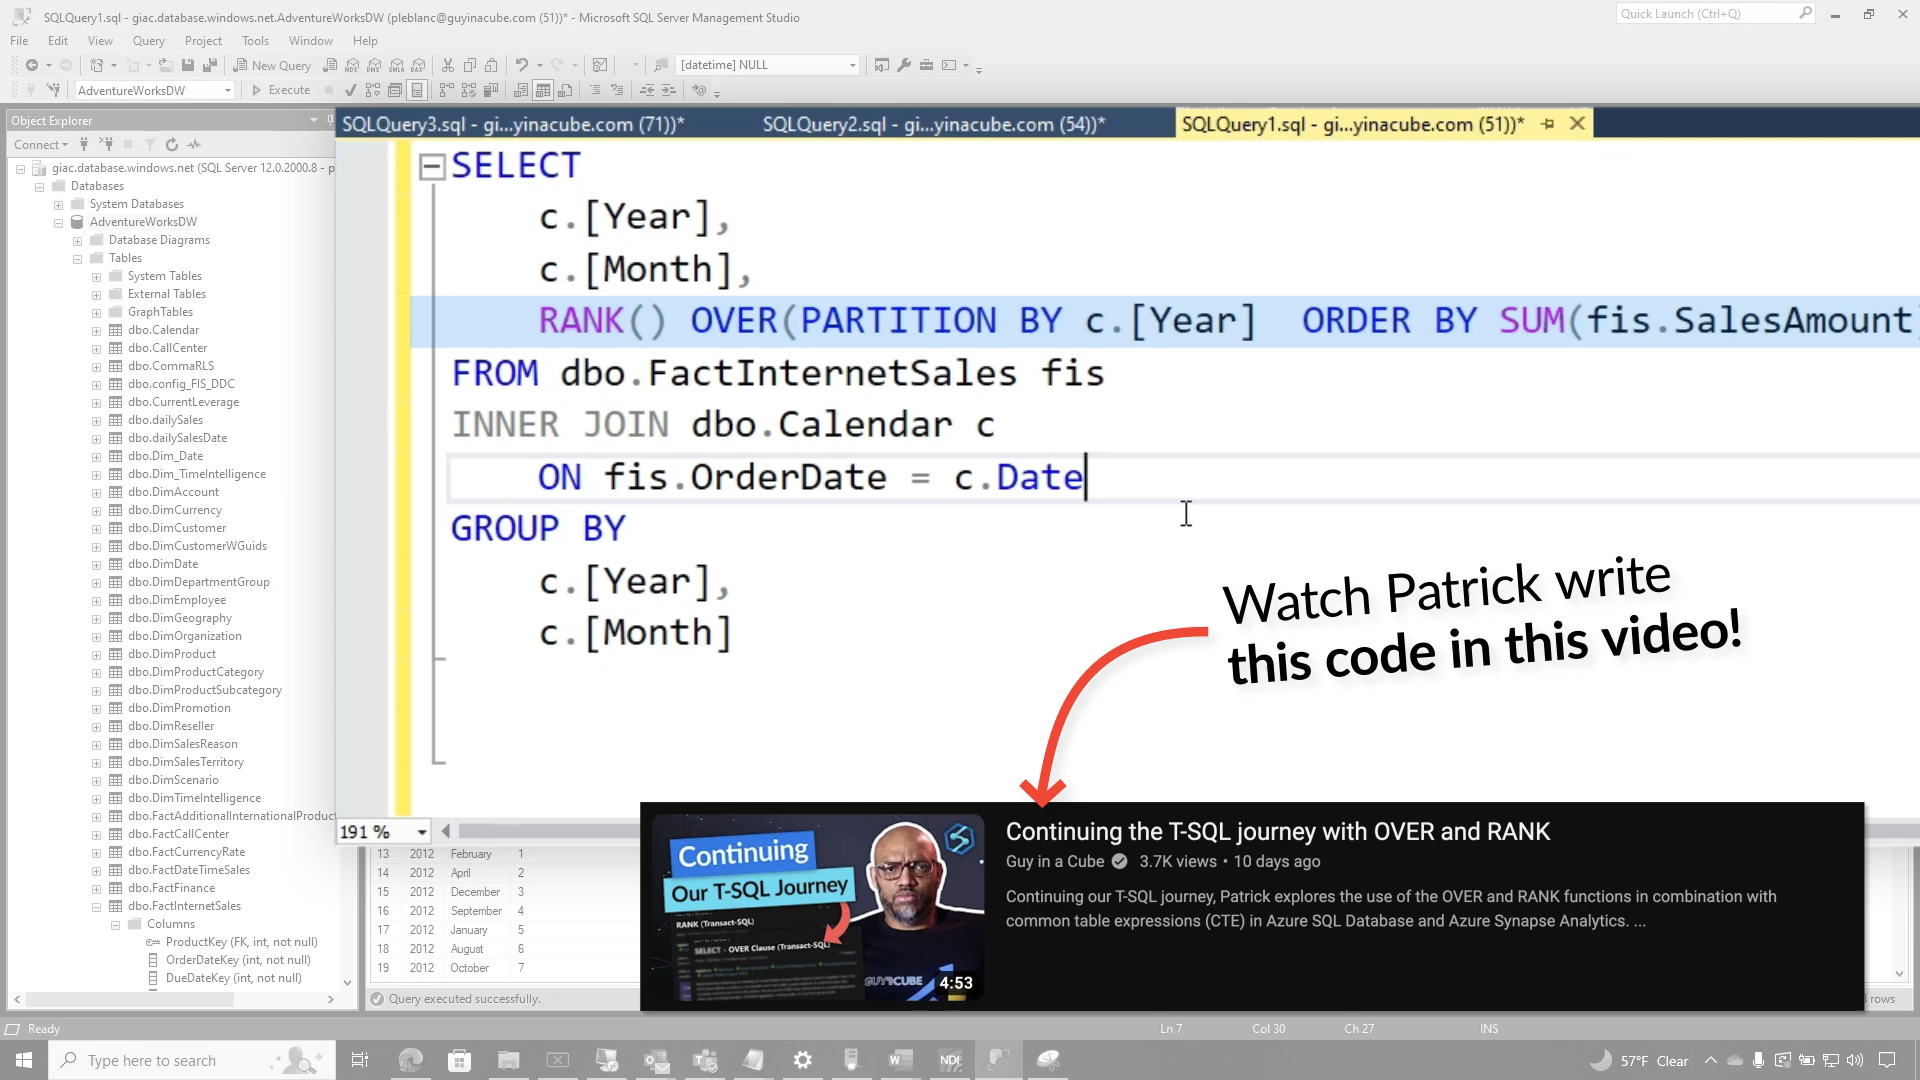 SQLQuery1.sql - giac.database.windows.net.AdventureWorksDW (pleblanc@guyinacube.com (51))* - Microsoft SQL Server Management Studio
Quick Launch (Ctrl+Q)
File Edit View Query Project Tools Window Help
New Query
[datetime] NULL
AdventureWorksDW
Execute
Object Explorer
SQLQuery3.sql - gi...yinacube.com (71))*
SQLQuery2.sql - gi...yinacube.com (54))*
SQLQuery1.sql - gi...yinacube.com (51))*
Connect
giac.database.windows.net (SQL Server 12.0.2000.8 - p
Databases
System Databases
AdventureWorksDW
Database Diagrams
Tables
System Tables
External Tables
GraphTables
dbo.Calendar
dbo.CallCenter
dbo.CommaRLS
dbo.config_FIS_DDC
dbo.CurrentLeverage
dbo.dailySales
dbo.dailySalesDate
dbo.Dim_Date
dbo.Dim_TimeIntelligence
dbo.DimAccount
dbo.DimCurrency
dbo.DimCustomer
dbo.DimCustomerWGuids
dbo.DimDate
dbo.DimDepartmentGroup
dbo.DimEmployee
dbo.DimGeography
dbo.DimOrganization
dbo.DimProduct
dbo.DimProductCategory
dbo.DimProductSubcategory
dbo.DimPromotion
dbo.DimReseller
dbo.DimSalesReason
dbo.DimSalesTerritory
dbo.DimScenario
dbo.DimTimeIntelligence
dbo.FactAdditionalInternationalProduc
dbo.FactCallCenter
dbo.FactCurrencyRate
dbo.FactDateTimeSales
dbo.FactFinance
dbo.FactInternetSales
Columns
ProductKey (FK, int, not null)
OrderDateKey (int, not null)
DueDateKey (int, not null)
SELECT
c.[Year],
c.[Month],
RANK() OVER(PARTITION BY c.[Year] ORDER BY SUM(fis.SalesAmount)
FROM dbo.FactInternetSales fis
INNER JOIN dbo.Calendar c
ON fis.OrderDate = c.Date
GROUP BY
c.[Year],
c.[Month]
Watch Patrick write
this code in this video!
191 %
13 2012 February 1
14 2012 April 2
15 2012 December 3
16 2012 September 4
17 2012 January 5
18 2012 August 6
19 2012 October 7
Query executed successfully.
rows
Continuing
Our T-SQL Journey
RANK (Transact-SQL)
SELECT - OVER Clause (Transact-SQL)
GUYINCUBE
4:53
Continuing the T-SQL journey with OVER and RANK
Guy in a Cube 3.7K views • 10 days ago
Continuing our T-SQL journey, Patrick explores the use of the OVER and RANK functions in combination with
common table expressions (CTE) in Azure SQL Database and Azure Synapse Analytics. ...
Ready
Ln 7 Col 30 Ch 27 INS
Type here to search
NDI
57°F Clear